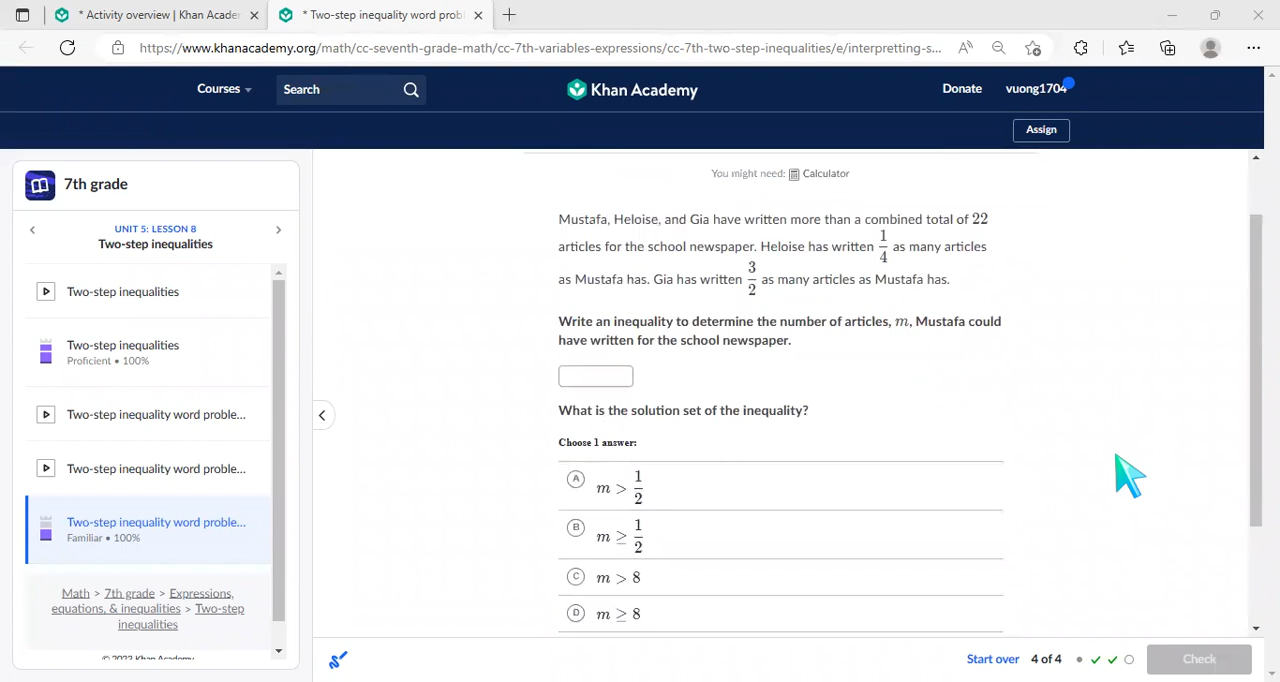 * Activity overview | Khan Acader
* Two-step inequality word probl
https://www.khanacademy.org/math/cc-seventh-grade-math/cc-7th-variables-expressions/cc-7th-two-step-inequalities/e/interpretting-s...
Courses
Search
Khan Academy
Donate
vuong1704
Assign
7th grade
UNIT 5: LESSON 8
Two-step inequalities
Two-step inequalities
Two-step inequalities
Proficient • 100%
Two-step inequality word proble...
Two-step inequality word proble...
Two-step inequality word proble...
Familiar • 100%
Math > 7th grade > Expressions,
equations, & inequalities > Two-step
inequalities
© 2023 Khan Academy
You might need: Calculator
Mustafa, Heloise, and Gia have written more than a combined total of 22
articles for the school newspaper. Heloise has written 1/4 as many articles
as Mustafa has. Gia has written 3/2 as many articles as Mustafa has.
Write an inequality to determine the number of articles, m, Mustafa could
have written for the school newspaper.
What is the solution set of the inequality?
Choose 1 answer:
A m > 1/2
B m ≥ 1/2
C m > 8
D m ≥ 8
Start over 4 of 4 Check